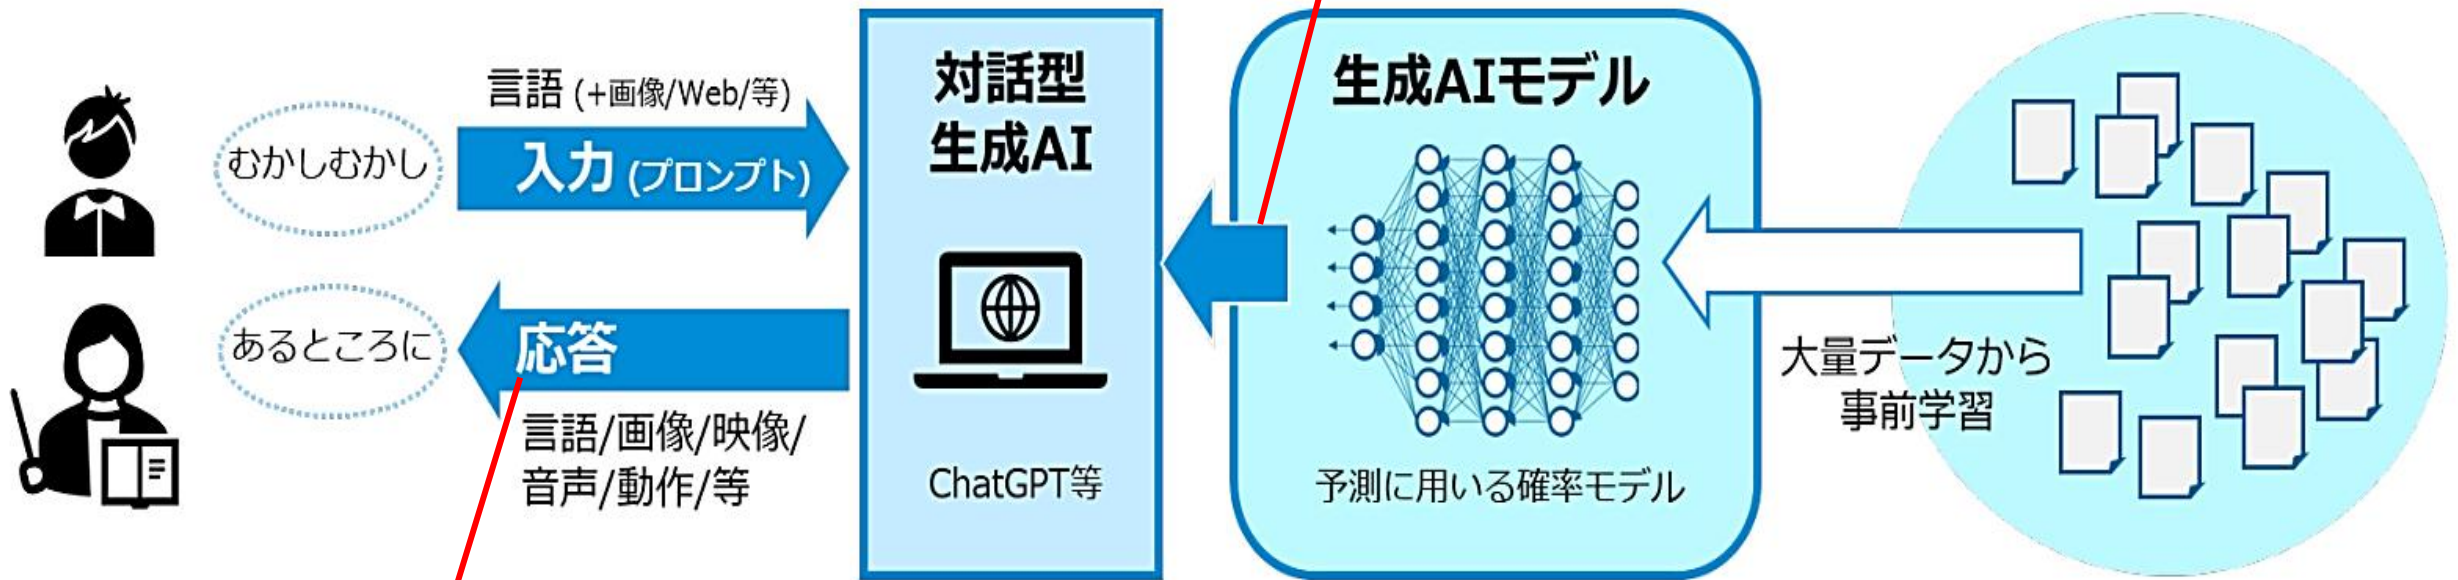 むかしむかし
言語 (+画像/Web/等)
入力 (プロンプト)
あるところに
応答
言語/画像/映像/
音声/動作/等
対話型
生成AI
ChatGPT等
生成AIモデル
予測に用いる確率モデル
大量データから
事前学習